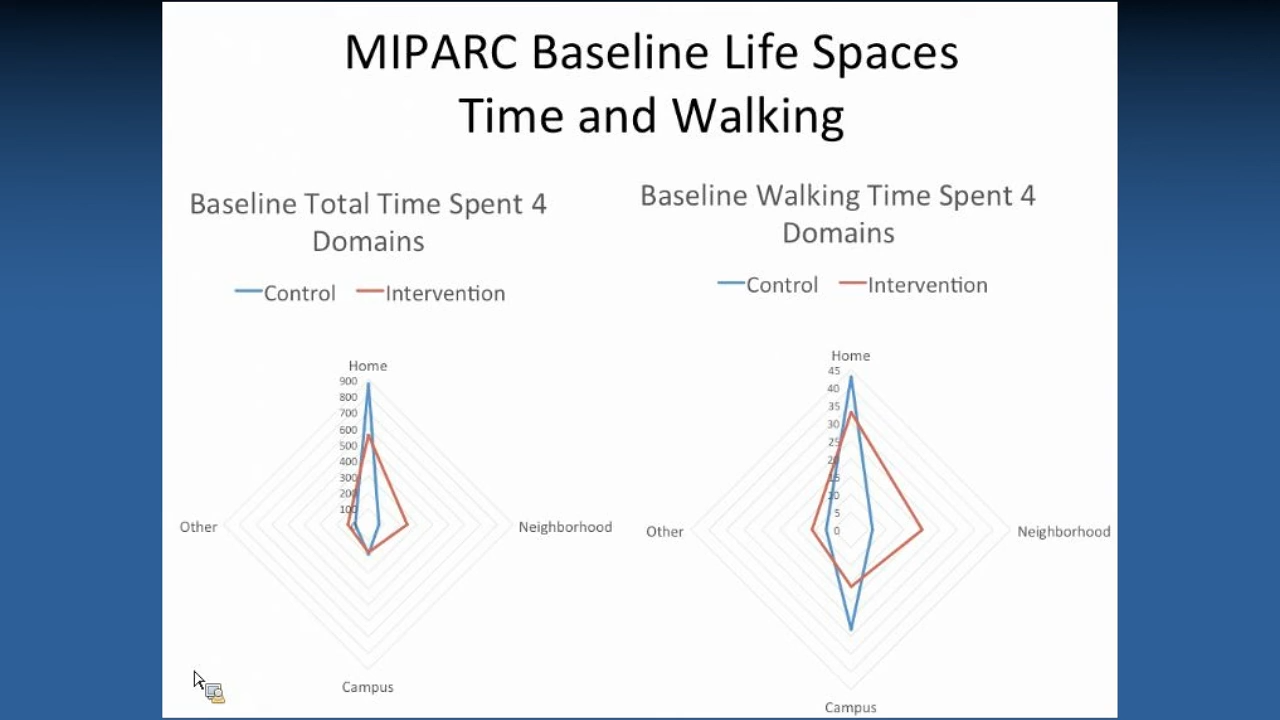 MIPARC Baseline Life Spaces
Time and Walking
Baseline Total Time Spent 4
Domains
Control Intervention
Home
900
800
700
600
500
400
300
200
100
Other
Neighborhood
Campus
Baseline Walking Time Spent 4
Domains
Control Intervention
Home
45
40
35
30
25
20
15
10
5
0
Other
Neighborhood
Campus